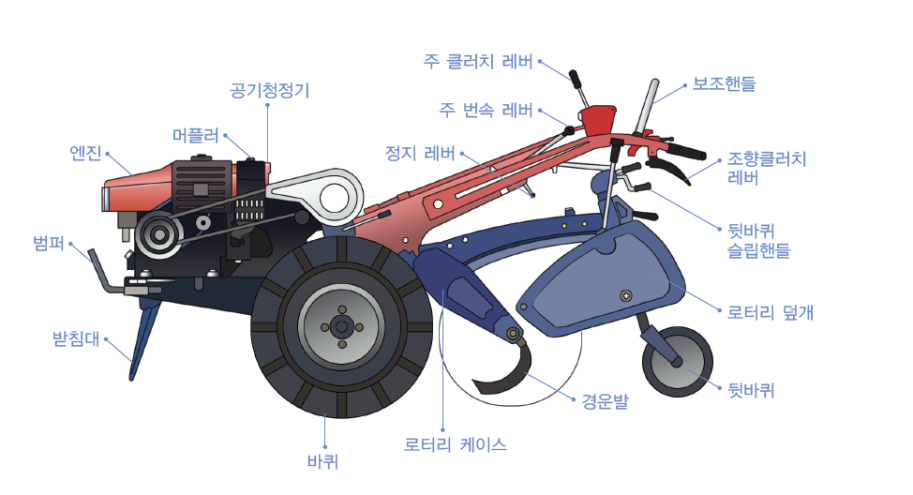 주 클러치 레버
보조핸들
공기청정기
주 변속 레버
머플러
엔진
정지 레버
조향클러치
레버
범퍼
뒷바퀴
슬립핸들
로터리 덮개
받침대
뒷바퀴
경운발
로터리 케이스
바퀴